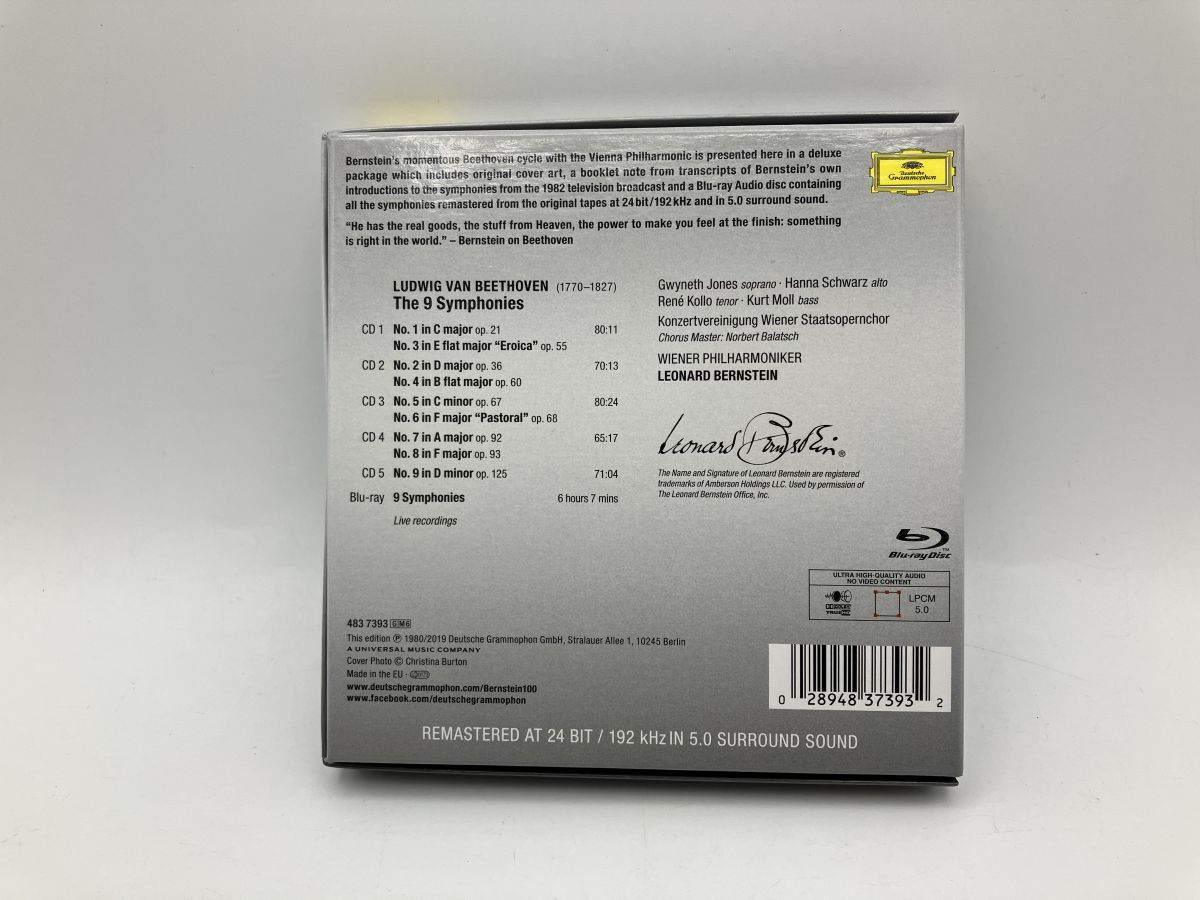 Bernstein's momentous Beethoven cycle with the Vienna Philharmonic is presented here in a deluxe
package which includes original cover art, a booklet note from transcripts of Bernstein's own
introductions to the symphonies from the 1982 television broadcast and a Blu-ray Audio disc containing
all the symphonies remastered from the original tapes at 24 bit/192 kHz and in 5.0 surround sound.
“He has the real goods, the stuff from Heaven, the power to make you feel at the finish: something
is right in the world.” – Bernstein on Beethoven
Deutsche
Grammophon
LUDWIG VAN BEETHOVEN (1770–1827)
The 9 Symphonies
CD 1 No. 1 in C major op. 21 80:11
No. 3 in E flat major “Eroica” op. 55
CD 2 No. 2 in D major op. 36 70:13
No. 4 in B flat major op. 60
CD 3 No. 5 in C minor op. 67 80:24
No. 6 in F major “Pastoral” op. 68
CD 4 No. 7 in A major op. 92 65:17
No. 8 in F major op. 93
CD 5 No. 9 in D minor op. 125 71:04
Blu-ray 9 Symphonies 6 hours 7 mins
Live recordings
Gwyneth Jones soprano · Hanna Schwarz alto
René Kollo tenor · Kurt Moll bass
Konzertvereinigung Wiener Staatsopernchor
Chorus Master: Norbert Balatsch
WIENER PHILHARMONIKER
LEONARD BERNSTEIN
Leonard Bernstein ®
The Name and Signature of Leonard Bernstein are registered
trademarks of Amberson Holdings LLC. Used by permission of
The Leonard Bernstein Office, Inc.
Blu-ray Disc ™
ULTRA HIGH-QUALITY AUDIO
NO VIDEO CONTENT
DOLBY
TRUEHD
LPCM
5.0
483 7393 GM6
This edition ℗ 1980/2019 Deutsche Grammophon GmbH, Stralauer Allee 1, 10245 Berlin
A UNIVERSAL MUSIC COMPANY
Cover Photo © Christina Burton
Made in the EU ·
www.deutschegrammophon.com/Bernstein100
www.facebook.com/deutschegrammophon
0 28948 37393 2
REMASTERED AT 24 BIT / 192 kHz IN 5.0 SURROUND SOUND